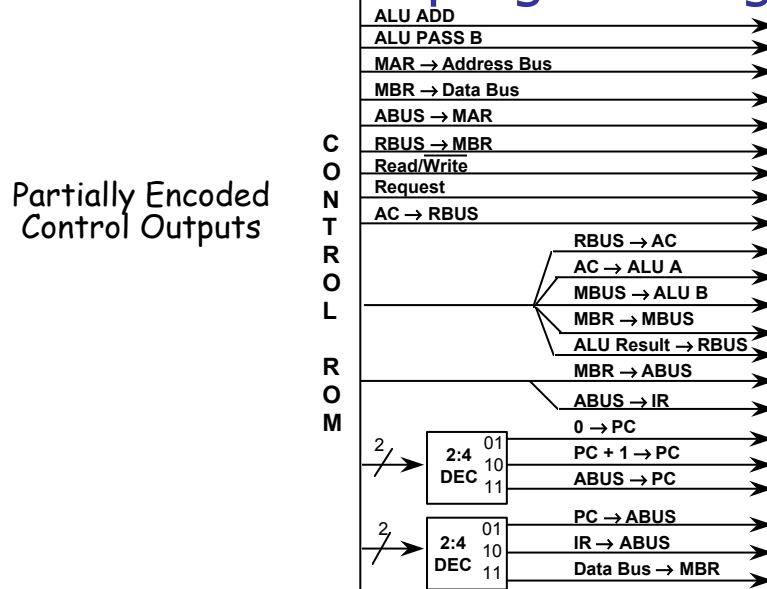 ALU ADD
ALU PASS B
MAR → Address Bus
MBR → Data Bus
ABUS → MAR
RBUS → MBR
Read/Write
Request
AC → RBUS
Partially Encoded
Control Outputs
CONTROL
ROM
RBUS → AC
AC → ALU A
MBUS → ALU B
MBR → MBUS
ALU Result → RBUS
MBR → ABUS
ABUS → IR
2
2:4
DEC
01
10
11
0 → PC
PC + 1 → PC
ABUS → PC
2
2:4
DEC
01
10
11
PC → ABUS
IR → ABUS
Data Bus → MBR